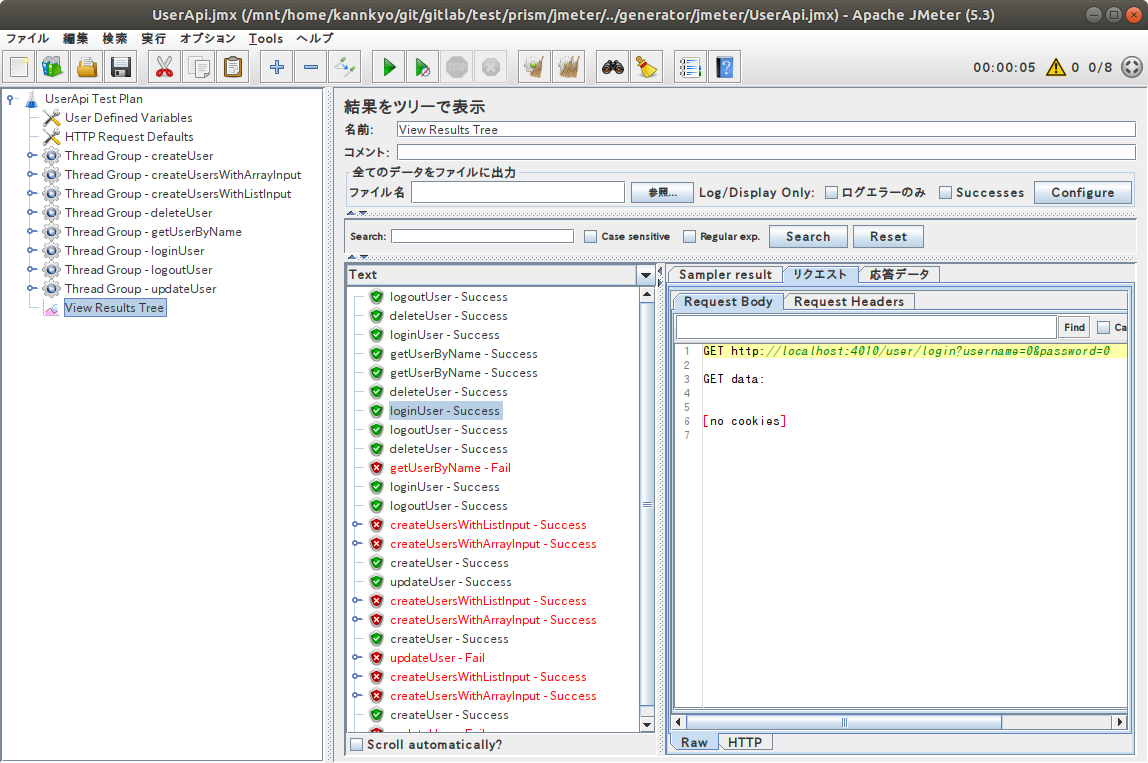 UserApi.jmx (/mnt/home/kannkyo/git/gitlab/test/prism/jmeter/../generator/jmeter/UserApi.jmx) - Apache JMeter (5.3)
ファイル 編集 検索 実行 オプション Tools ヘルプ
STOP
00:00:05 0 0/8
UserApi Test Plan
User Defined Variables
HTTP Request Defaults
Thread Group - createUser
Thread Group - createUsersWithArrayInput
Thread Group - createUsersWithListInput
Thread Group - deleteUser
Thread Group - getUserByName
Thread Group - loginUser
Thread Group - logoutUser
Thread Group - updateUser
View Results Tree
結果をツリーで表示
名前: View Results Tree
コメント:
全てのデータをファイルに出力
ファイル名 参照... Log/Display Only: ログエラーのみ Successes Configure
Search: Case sensitive Regular exp. Search Reset
Text
logoutUser - Success
deleteUser - Success
loginUser - Success
getUserByName - Success
getUserByName - Success
deleteUser - Success
loginUser - Success
logoutUser - Success
deleteUser - Success
getUserByName - Fail
loginUser - Success
logoutUser - Success
createUsersWithListInput - Success
createUsersWithArrayInput - Success
createUser - Success
updateUser - Success
createUsersWithListInput - Success
createUsersWithArrayInput - Success
createUser - Success
updateUser - Fail
createUsersWithListInput - Success
createUsersWithArrayInput - Success
createUser - Success
Scroll automatically?
Sampler result リクエスト 応答データ
Request Body Request Headers
Find Ca
1 GET http://localhost:4010/user/login?username=0&password=0
2
3 GET data:
4
5
6 [no cookies]
7
Raw HTTP